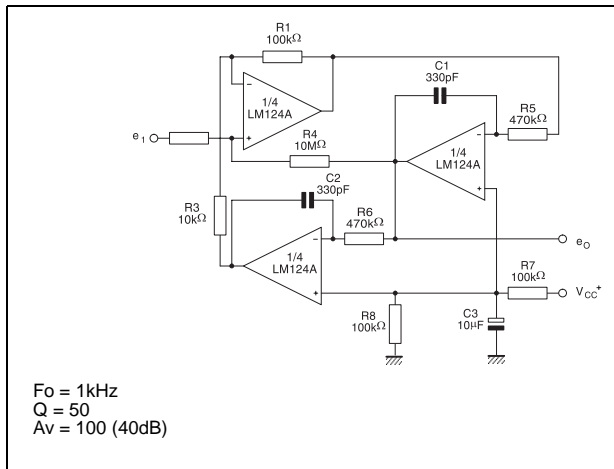 R1
100kΩ
C1
330pF
R5
470kΩ
1/4
LM124A
e1
R4
10MΩ
1/4
LM124A
C2
330pF
R3
10kΩ
R6
470kΩ
1/4
LM124A
eO
R7
100kΩ
VCC+
R8
100kΩ
C3
10µF
Fo = 1kHz
Q = 50
Av = 100 (40dB)